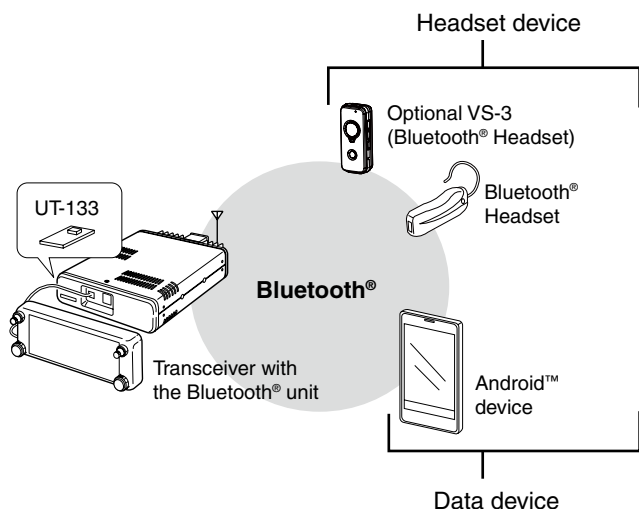 Headset device
Optional VS-3
(Bluetooth® Headset)
Bluetooth®
Headset
UT-133
Bluetooth®
Transceiver with
the Bluetooth® unit
Android™
device
Data device